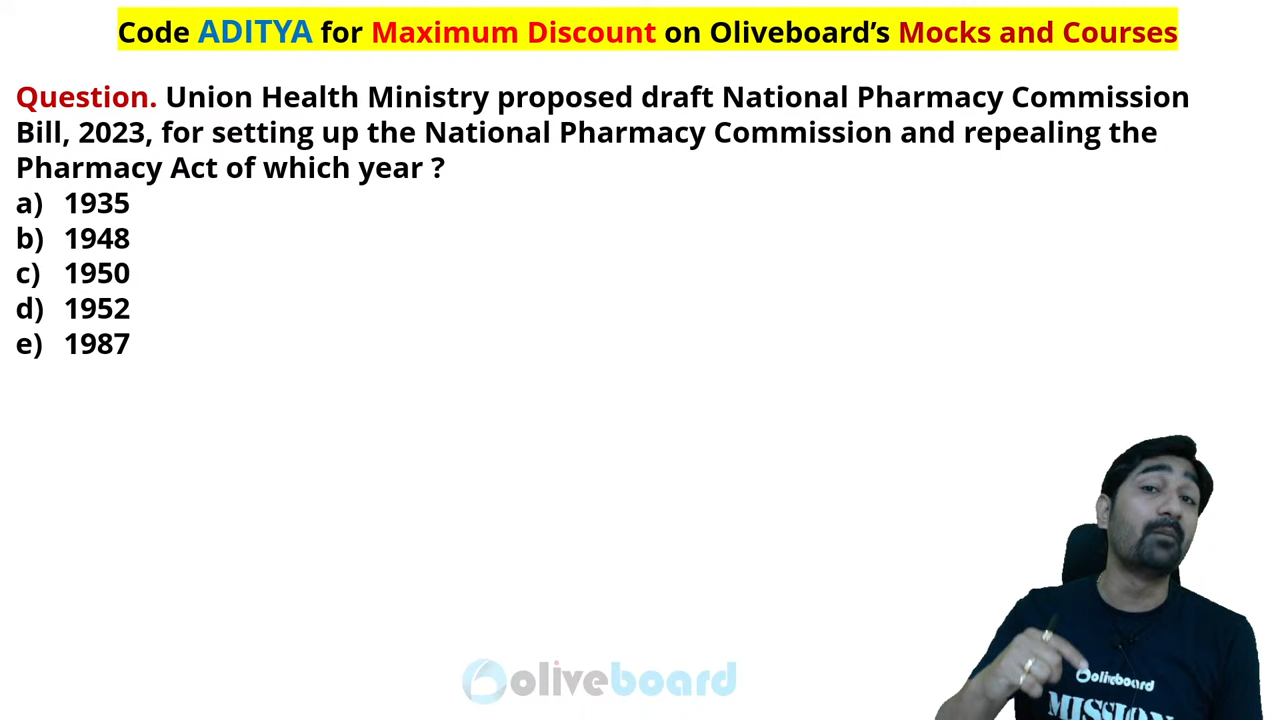 Code ADITYA for Maximum Discount on Oliveboard’s Mocks and Courses
Question. Union Health Ministry proposed draft National Pharmacy Commission
Bill, 2023, for setting up the National Pharmacy Commission and repealing the
Pharmacy Act of which year ?
a) 1935
b) 1948
c) 1950
d) 1952
e) 1987
oliveboard
oliveboard
MISSION